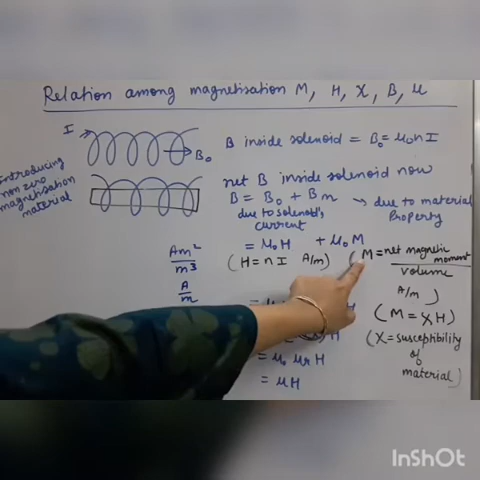 Relation among magnetisation M, H, χ, B, μ
I
B₀
B inside solenoid = B₀ = μ₀nI
introducing
non zero
magnetisation
material
net B inside solenoid now
B = B₀ + Bm → due to material
due to solenoid's
current
Property
= μ₀H + μ₀M
(H = nI A/m)
(M = net magnetic
moment
volume
A/m)
Am²
m³
A
m
(M = χH)
= μ₀ μr H
(χ = susceptibility
of
material)
= μH
InShOt